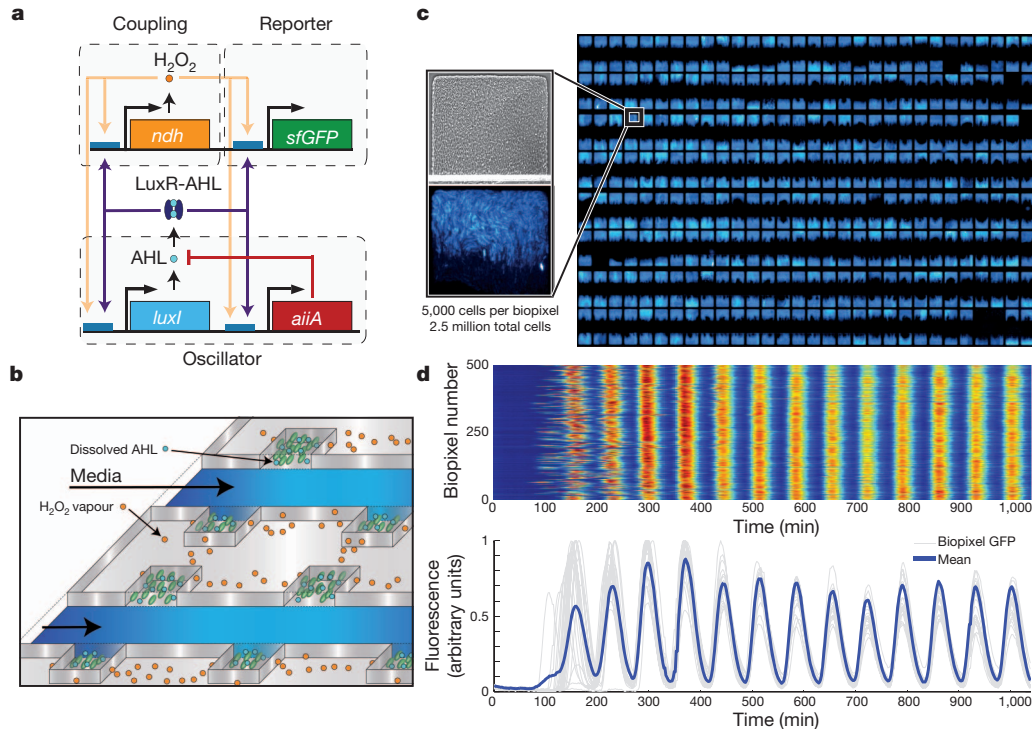 a
Coupling
Reporter
H2O2
ndh
sfGFP
LuxR-AHL
AHL
luxI
aiiA
Oscillator
b
Dissolved AHL
Media
H2O2 vapour
c
5,000 cells per biopixel
2.5 million total cells
d
Biopixel number
500
250
0
0 100 200 300 400 500 600 700 800 900 1,000
Time (min)
Fluorescence
(arbitrary units)
1
0.5
0
Biopixel GFP
Mean
0 100 200 300 400 500 600 700 800 900 1,000
Time (min)